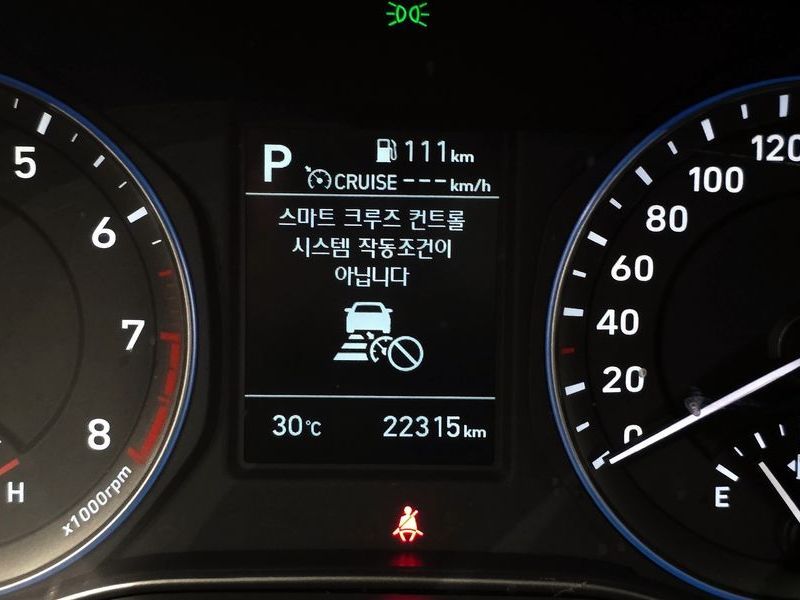 P
111km
CRUISE ---km/h
스마트 크루즈 컨트롤
시스템 작동조건이
아닙니다
30°C
22315km
5
6
7
8
H
x1000rpm
120
100
80
60
40
20
0
E